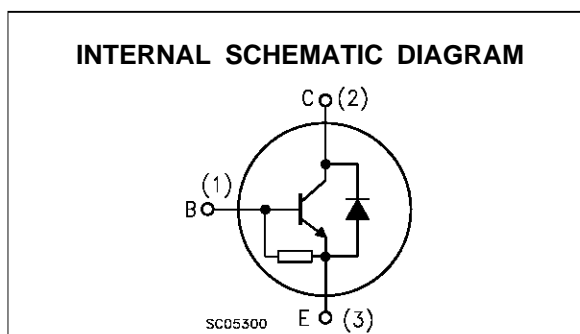 INTERNAL SCHEMATIC DIAGRAM
C (2)
(1)
B
SC05300 E (3)